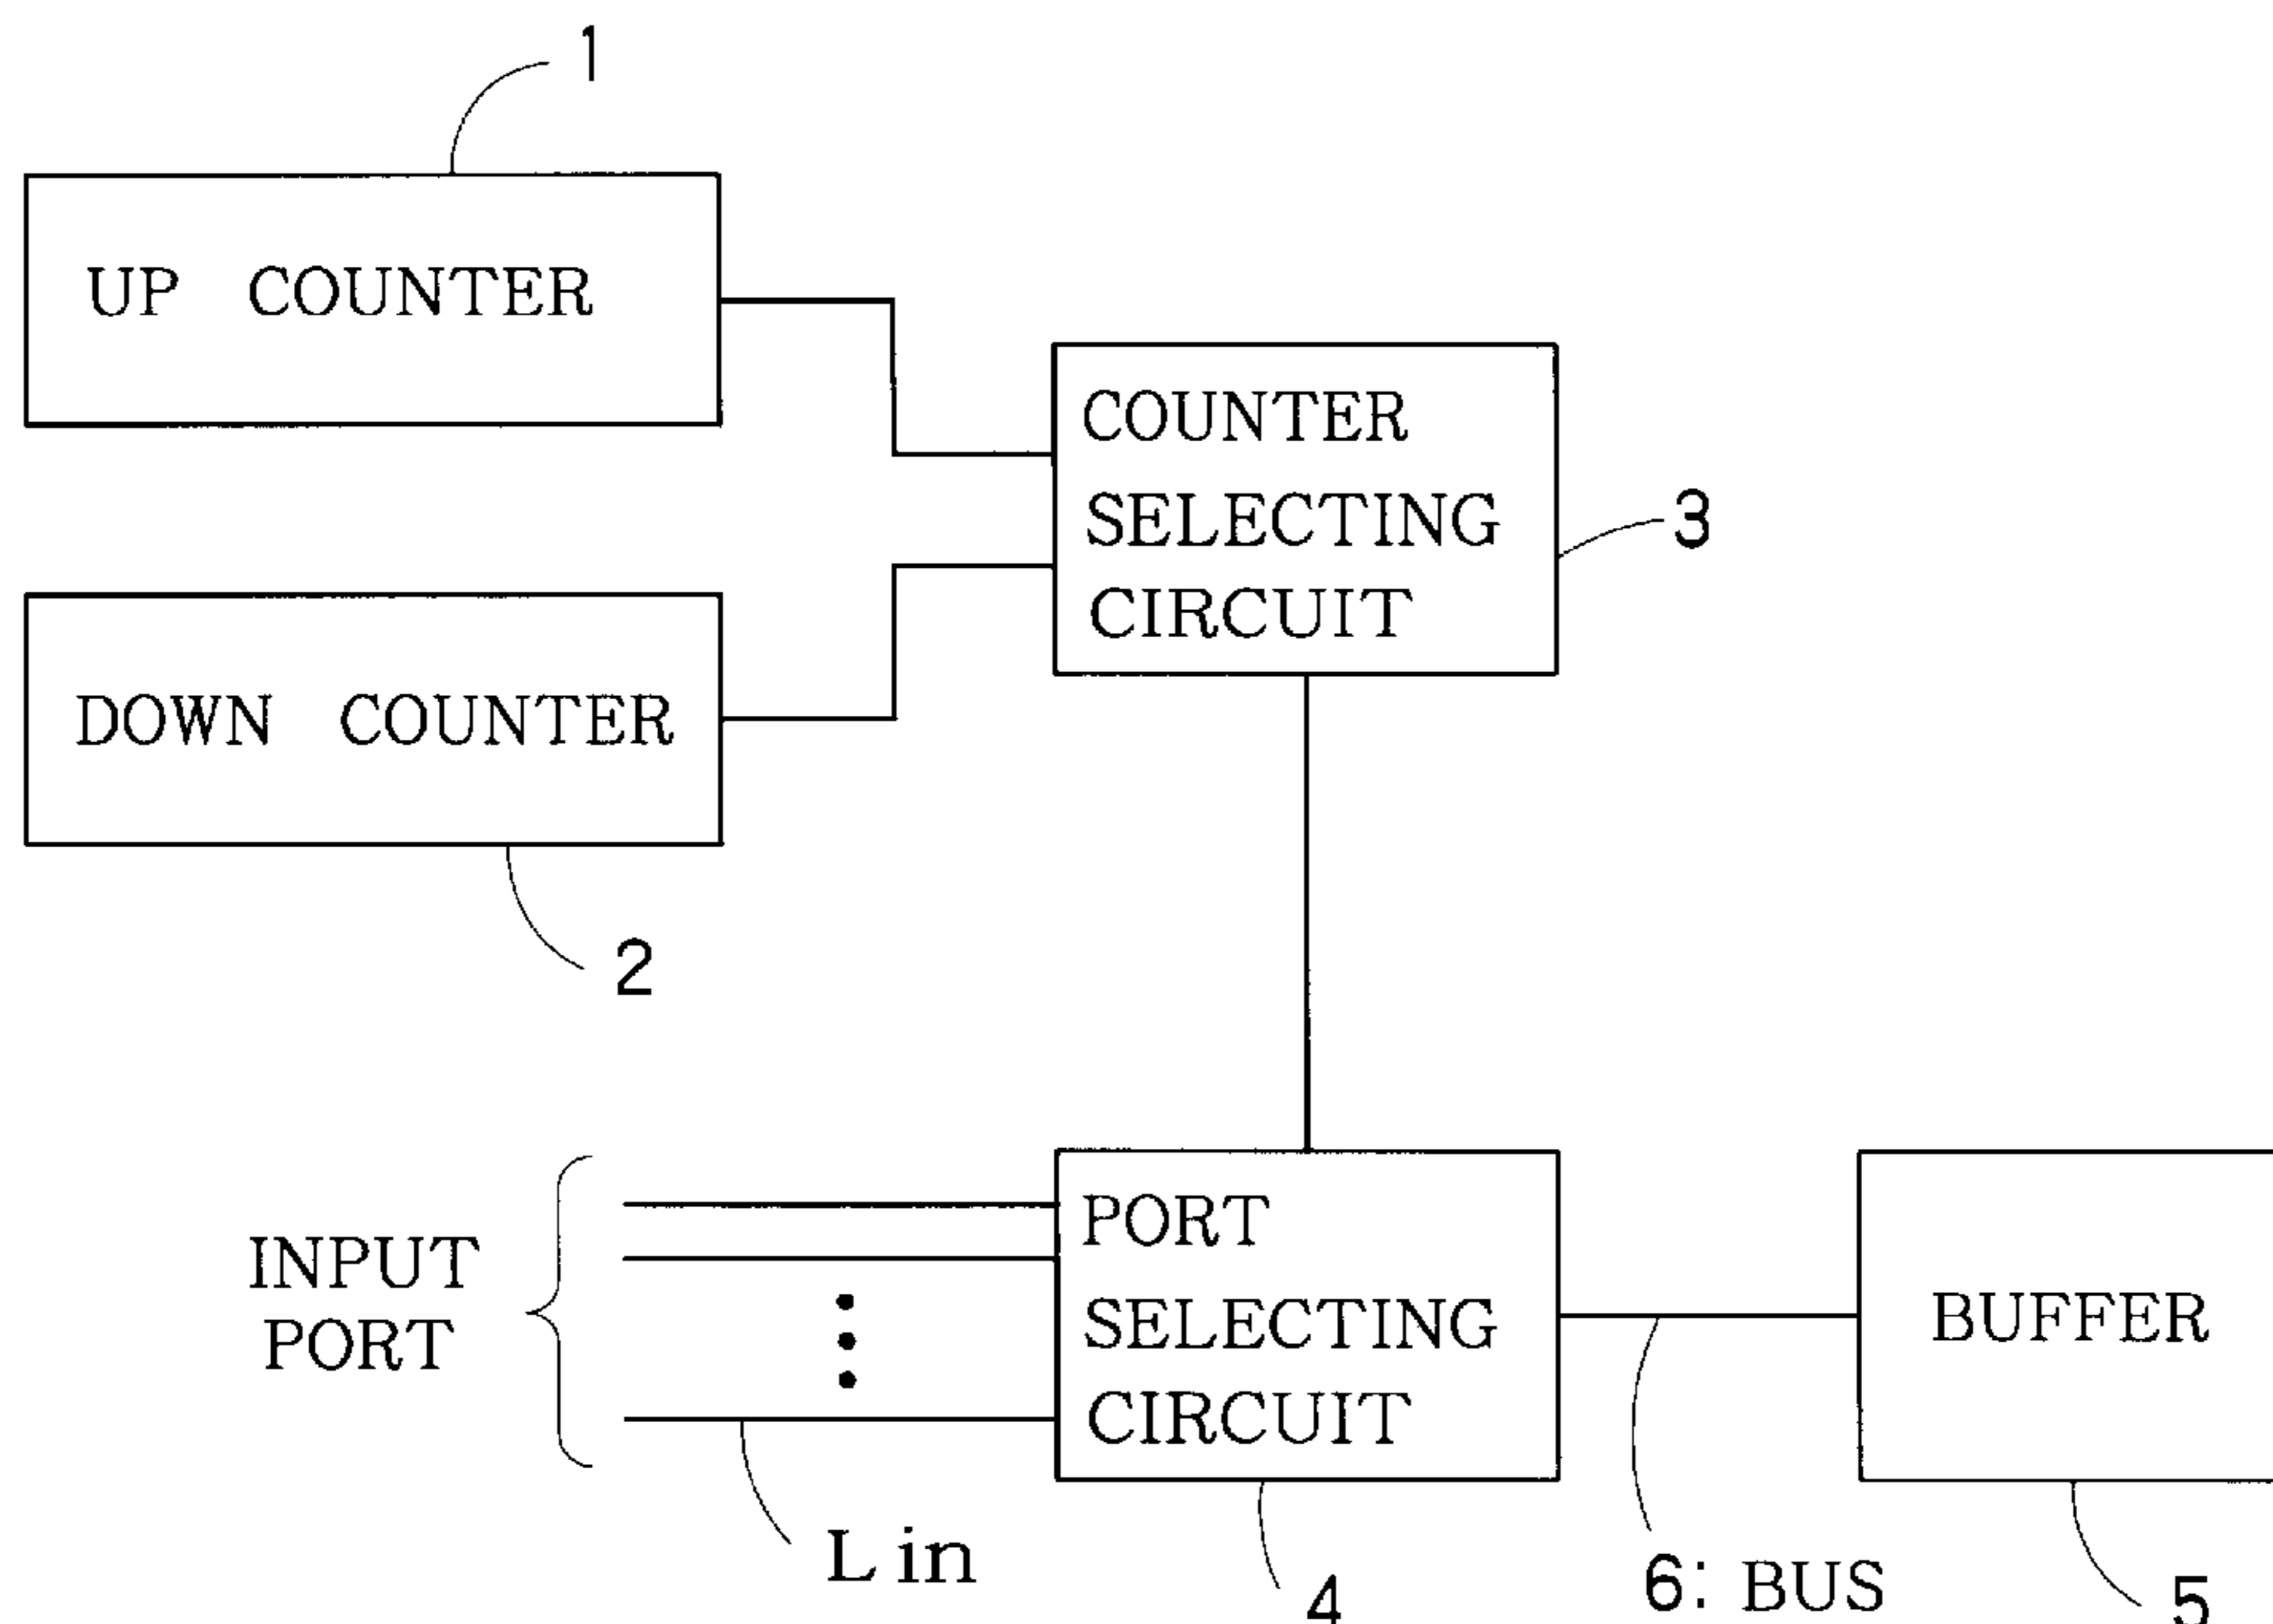 1
UP COUNTER
COUNTER
SELECTING
CIRCUIT
3
DOWN COUNTER
2
INPUT
PORT
PORT
SELECTING
CIRCUIT
BUFFER
L in
4
6: BUS
5